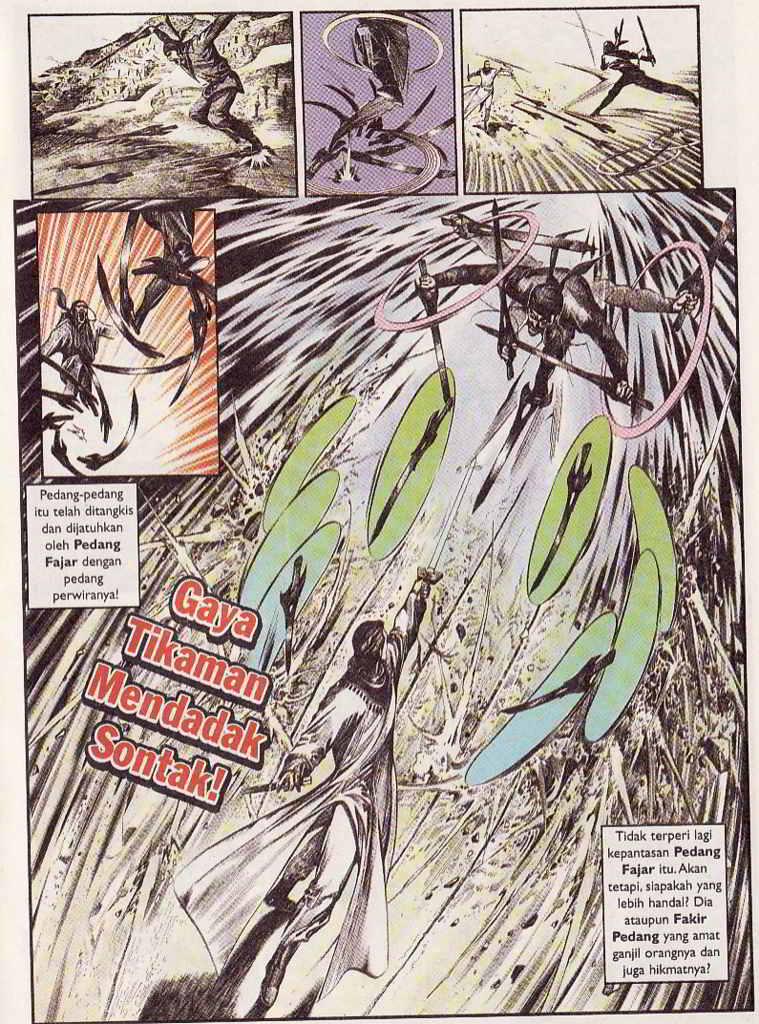 Pedang-pedang
itu telah ditangkis
dan dijatuhkan
oleh Pedang
Fajar dengan
pedang
perwiranya!
Gaya
Tikaman
Mendadak
Sontak!
Tidak terperi lagi
kepantasan Pedang
Fajar itu. Akan
tetapi, siapakah yang
lebih handal? Dia
ataupun Fakir
Pedang yang amat
ganjil orangnya dan
juga hikmatnya?